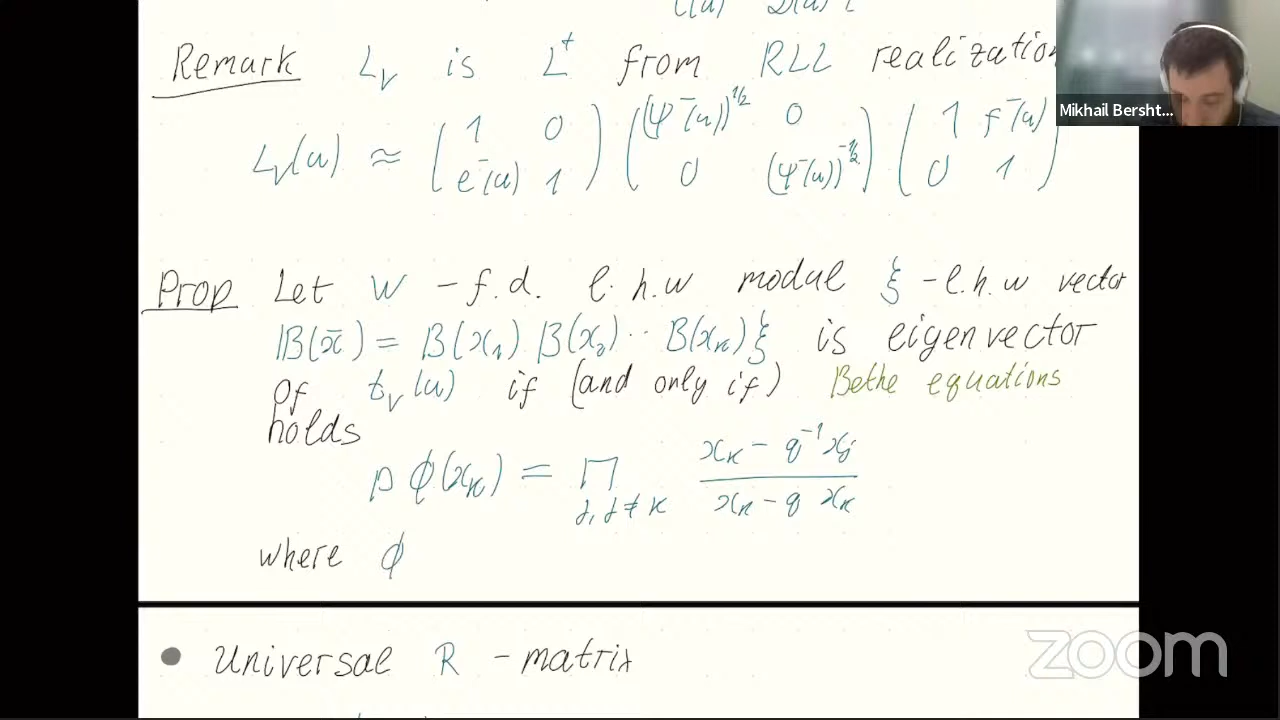 Remark L_V is L^+ from RLL realization
Mikhail Bersht...
L_V(u) ≈ ( 1 0 ; e^-(u) 1 ) ( (ψ^-(u))^{1/2} 0 ; 0 (ψ^-(u))^{-1/2} ) ( 1 f^-(u) ; 0 1 )
Prop Let W - f.d. l.h.w modul ξ - l.h.w vector
B(x̄) = B(x_1) B(x_2) ·· B(x_k) ξ is eigenvector
of t_V(u) if (and only if) Bethe equations
holds
p ϕ(x_k) = ∏_{j, j≠k} (x_k - q^{-1} x_j) / (x_k - q x_k)
where ϕ
• Universal R - matrix
zoom